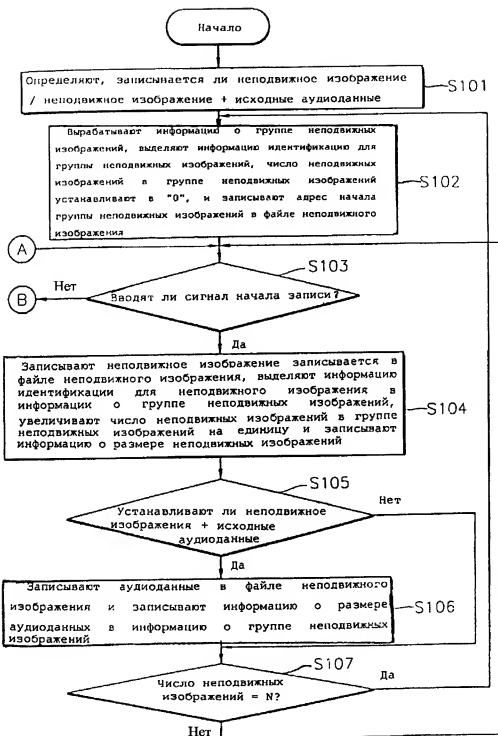 Начало
Определяют, записывается ли неподвижное изображение
/ неподвижное изображение + исходные аудиоданные
S101
Вырабатывают информацию о группе неподвижных
изображений, выделяют информацию идентификации для
группы неподвижных изображений, число неподвижных
изображений в группе неподвижных изображений
устанавливают в "0", и записывают адрес начала
группы неподвижных изображений в файле неподвижного
изображения
S102
A
S103
Вводят ли сигнал начала записи?
Нет
B
Да
Записывают неподвижное изображение записывается в
файле неподвижного изображения, выделяют информацию
идентификации для неподвижного изображения в
информации о группе неподвижных изображений,
увеличивают число неподвижных изображений в группе
неподвижных изображений на единицу и записывают
информацию о размере неподвижных изображений
S104
S105
Устанавливают ли неподвижное
изображения + исходные
аудиоданные
Нет
Да
Записывают аудиоданные в файле неподвижного
изображения и записывают информацию о размере
аудиоданных в информацию о группе неподвижных
изображений
S106
S107
Число неподвижных
изображений = N?
Да
Нет